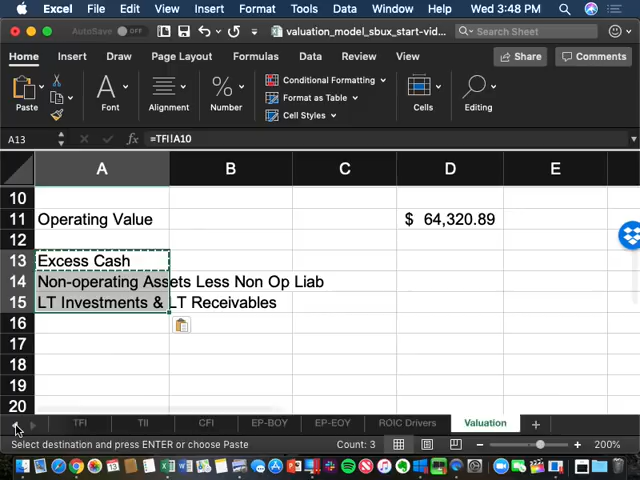 Excel File Edit View Insert Format Tools Data Window Help Wed 3:48 PM
AutoSave OFF valuation_model_sbux_start-vid... Search Sheet
Home Insert Draw Page Layout Formulas Data Review View Share Comments
Paste Font Alignment Number Conditional Formatting Cells Editing
Format as Table
Cell Styles
A13 fx =TFI!A10
A B C D E
10
11 Operating Value $ 64,320.89
12
13 Excess Cash
14 Non-operating Assets Less Non Op Liab
15 LT Investments & LT Receivables
16
17
18
19
20
TFI TII CFI EP-BOY EP-EOY ROIC Drivers Valuation
Select destination and press ENTER or choose Paste Count: 3 200%